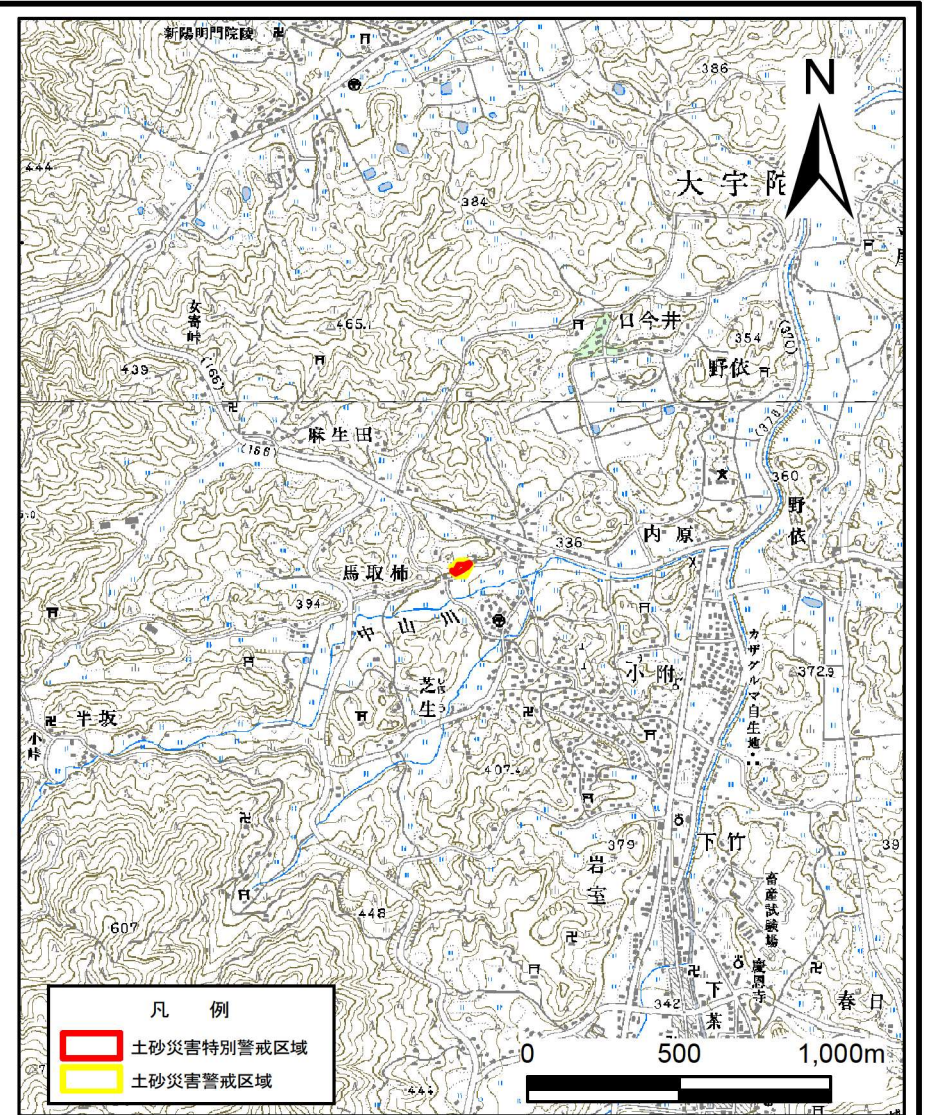 新陽明門院陵
386
N
444
大宇陀
384
女寄峠
465.1
口今井
354
(370)
野依
439
(166)
麻生田
(166)
360
野依
336
内原
馬取柿
394
中山川
小附
カザグルマ自生地
372.9
芝生
半坂
小峠
407.4
379
下竹
39
岩室
畜産試験場
448
607
慶恩寺
春日
下茶
342
凡 例
土砂災害特別警戒区域
土砂災害警戒区域
0 500 1,000m